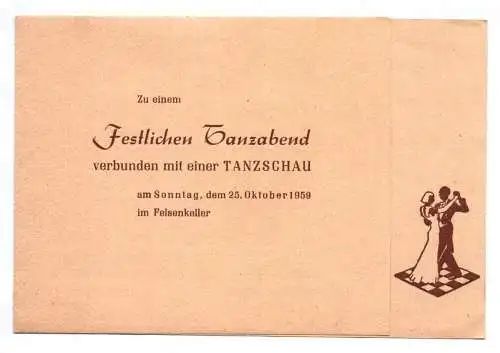 Zu einem
Festlichen Tanzabend
verbunden mit einer TANZSCHAU
am Sonntag, dem 25. Oktober 1959
im Felsenkeller